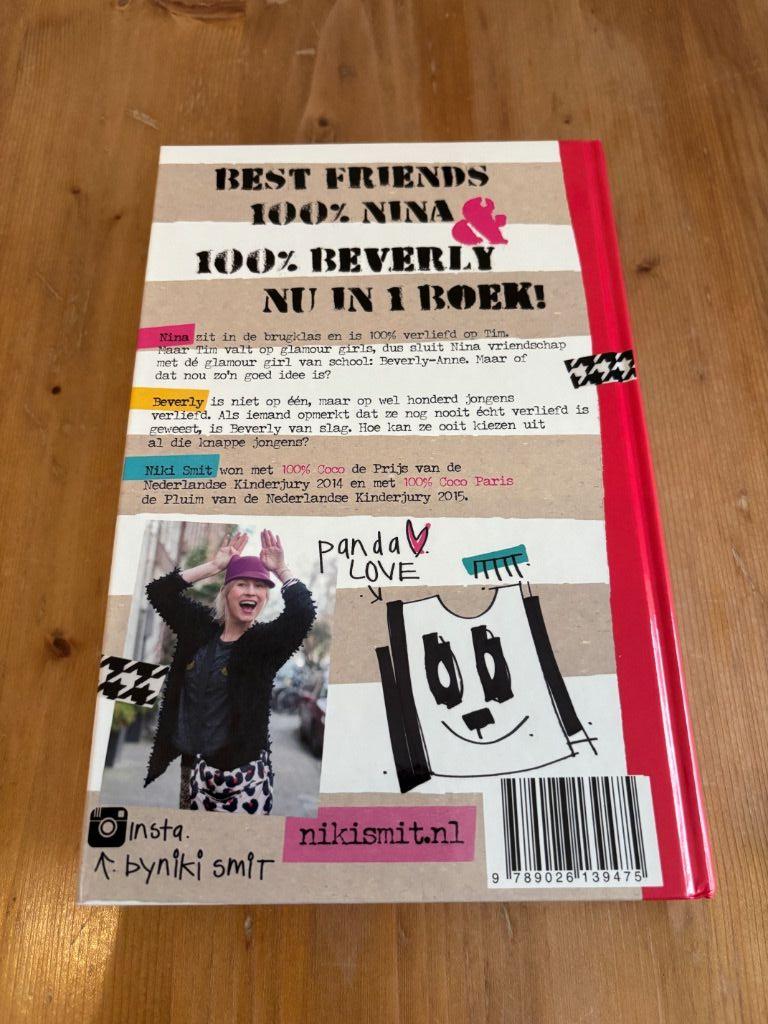 BEST FRIENDS
100% NINA &
100% BEVERLY
NU IN 1 BOEK!
Nina zit in de brugklas en is 100% verliefd op Tim.
Maar Tim valt op glamour girls, dus sluit Nina vriendschap
met dé glamour girl van school: Beverly-Anne. Maar of
dat nou zo'n goed idee is?
Beverly is niet op één, maar op wel honderd jongens
verliefd. Als iemand opmerkt dat ze nog nooit écht verliefd is
geweest, is Beverly van slag. Hoe kan ze ooit kiezen uit
al die knappe jongens?
Niki Smit won met 100% Coco de Prijs van de
Nederlandse Kinderjury 2014 en met 100% Coco Paris
de Pluim van de Nederlandse Kinderjury 2015.
panda
LOVE
insta.
byniki smit
nikismit.nl
9 789026 139475